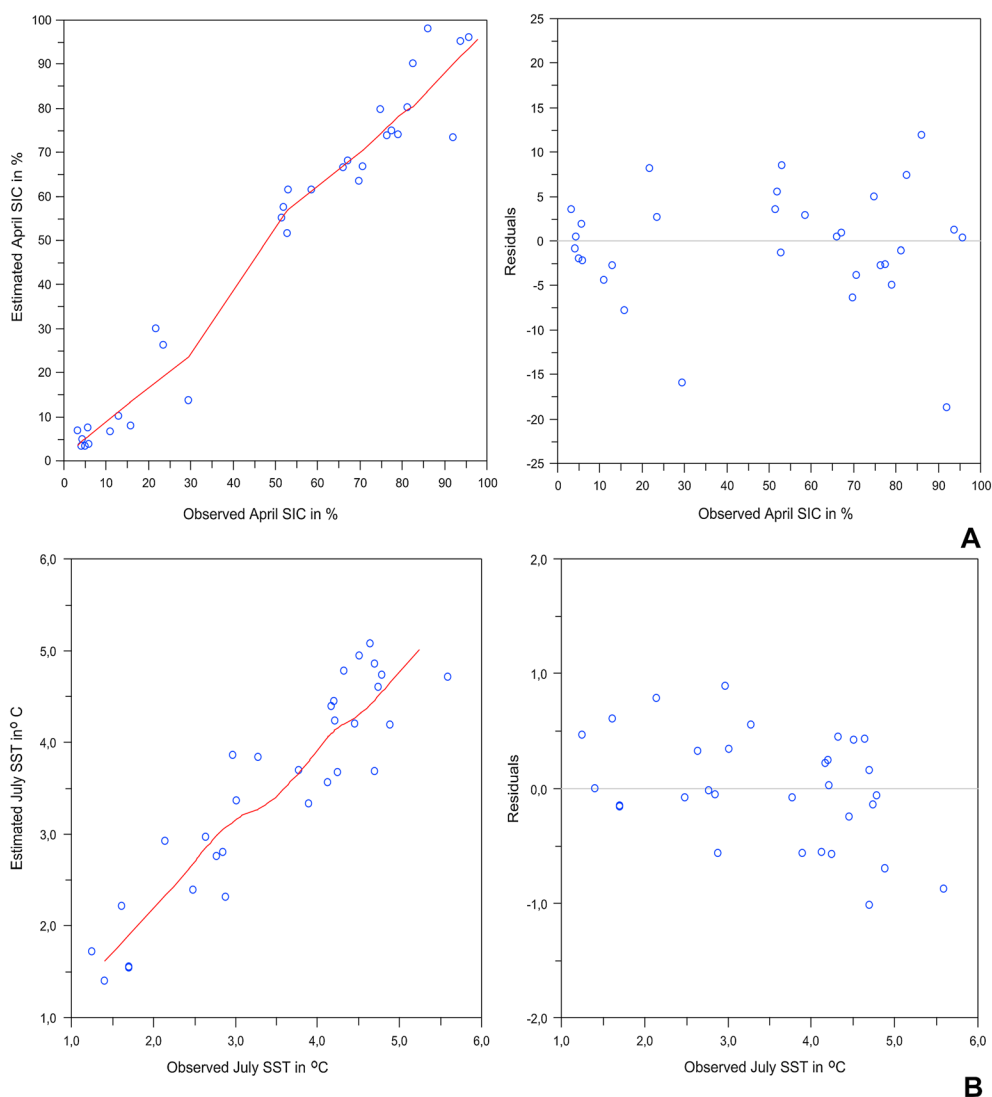 100
90
80
70
60
50
40
30
20
10
0
Estimated April SIC in %
0 10 20 30 40 50 60 70 80 90 100
Observed April SIC in %
25
20
15
10
5
0
-5
-10
-15
-20
-25
Residuals
0 10 20 30 40 50 60 70 80 90 100
Observed April SIC in %
A
6,0
5,0
4,0
3,0
2,0
1,0
Estimated July SST inº C
1,0 2,0 3,0 4,0 5,0 6,0
Observed July SST in ºC
2,0
1,0
0,0
-1,0
-2,0
Residuals
1,0 2,0 3,0 4,0 5,0 6,0
Observed July SST in ºC
B